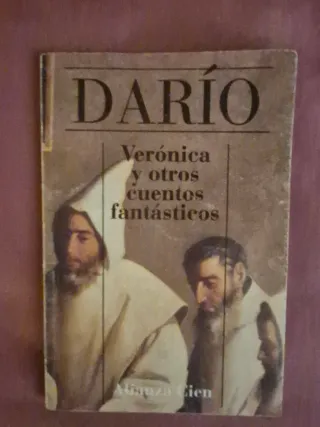 DARÍO
Verónica
y otros
cuentos
fantásticos
Alianza Cien